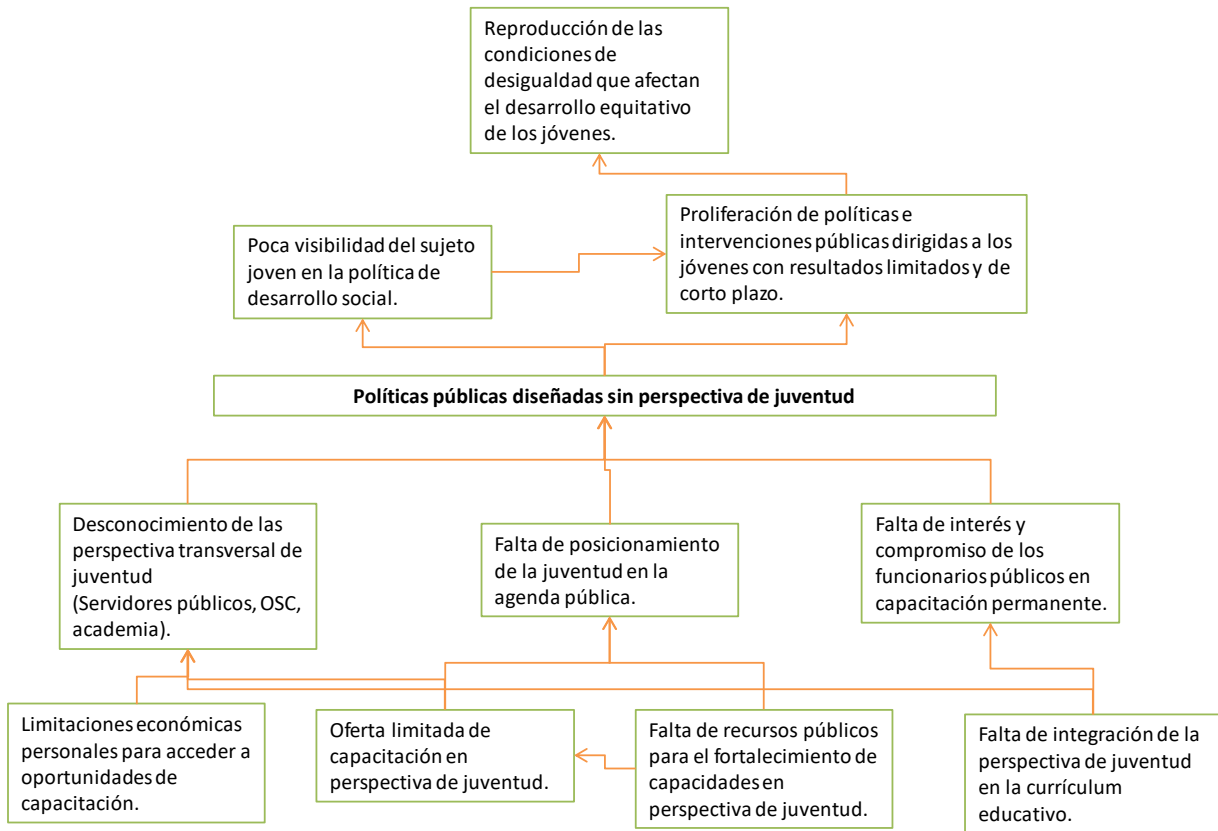 Reproducción de las
condiciones de
desigualdad que afectan
el desarrollo equitativo
de los jóvenes.
Poca visibilidad del sujeto
joven en la política de
desarrollo social.
Proliferación de políticas e
intervenciones públicas dirigidas a los
jóvenes con resultados limitados y de
corto plazo.
Políticas públicas diseñadas sin perspectiva de juventud
Desconocimiento de las
perspectiva transversal de
juventud
(Servidores públicos, OSC,
academia).
Falta de posicionamiento
de la juventud en la
agenda pública.
Falta de interés y
compromiso de los
funcionarios públicos en
capacitación permanente.
Limitaciones económicas
personales para acceder a
oportunidades de
capacitación.
Oferta limitada de
capacitación en
perspectiva de juventud.
Falta de recursos públicos
para el fortalecimiento de
capacidades en
perspectiva de juventud.
Falta de integración de la
perspectiva de juventud
en la currículum
educativo.